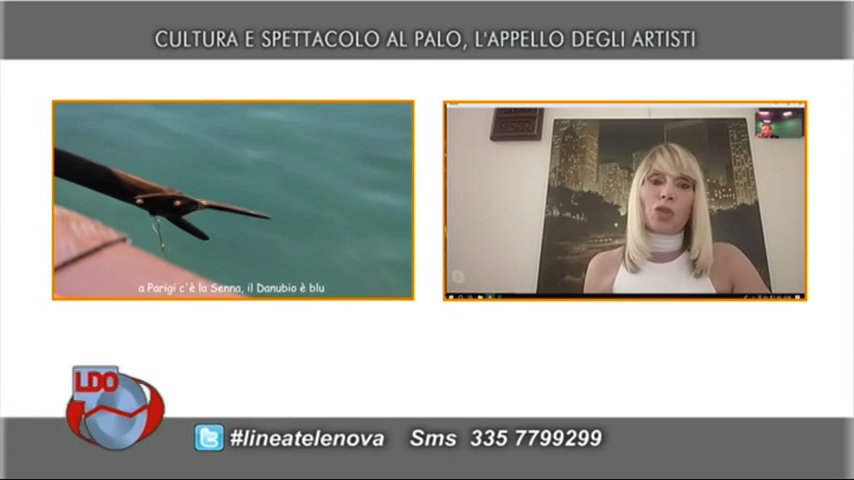 CULTURA E SPETTACOLO AL PALO, L'APPELLO DEGLI ARTISTI
a Parigi c'è la Senna, il Danubio è blu
LDO
#lineatelenova Sms 335 7799299